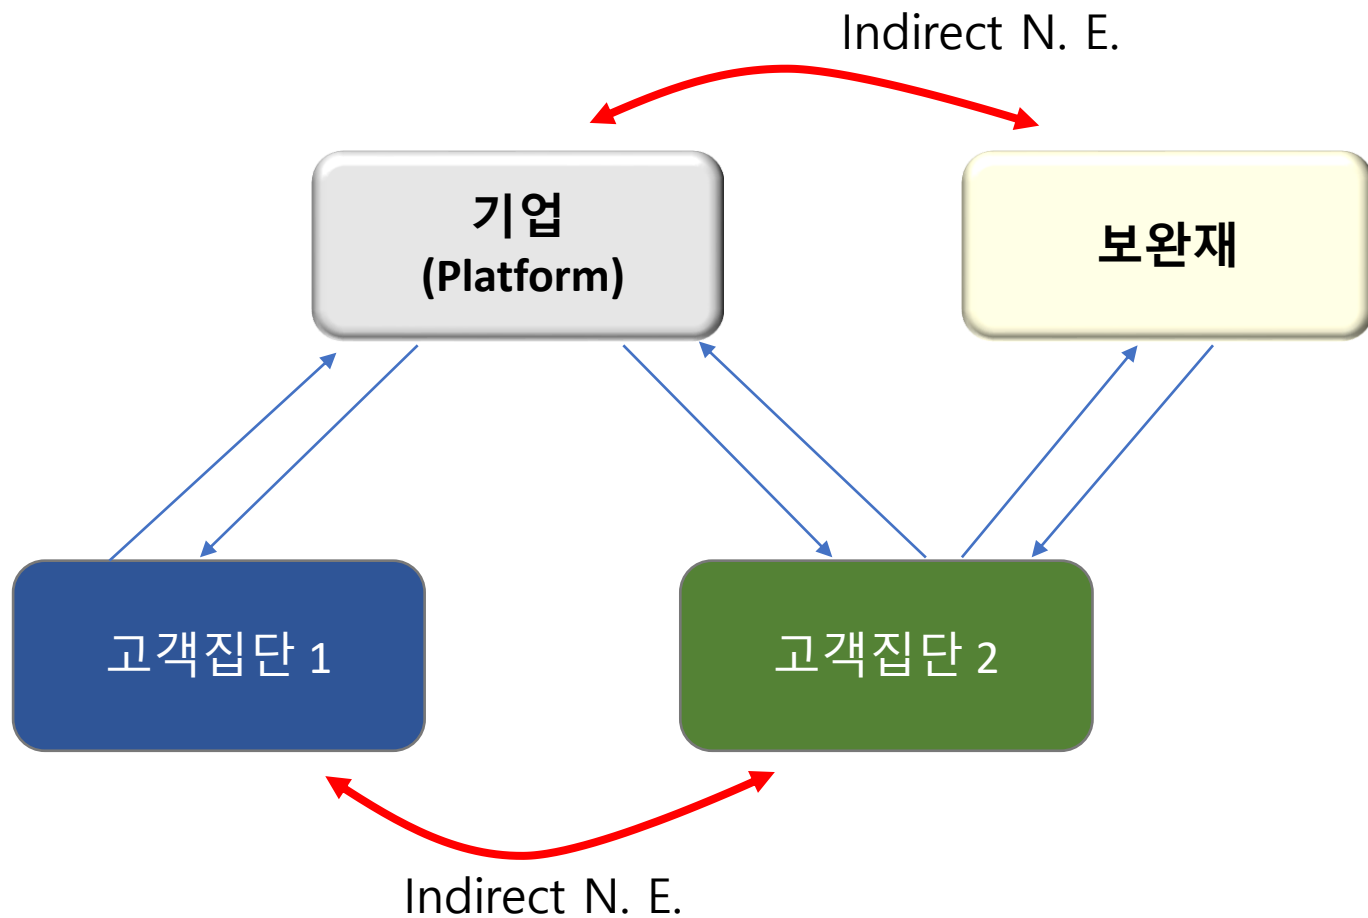 Indirect N. E.
기업
(Platform)
보완재
고객집단 1
고객집단 2
Indirect N. E.